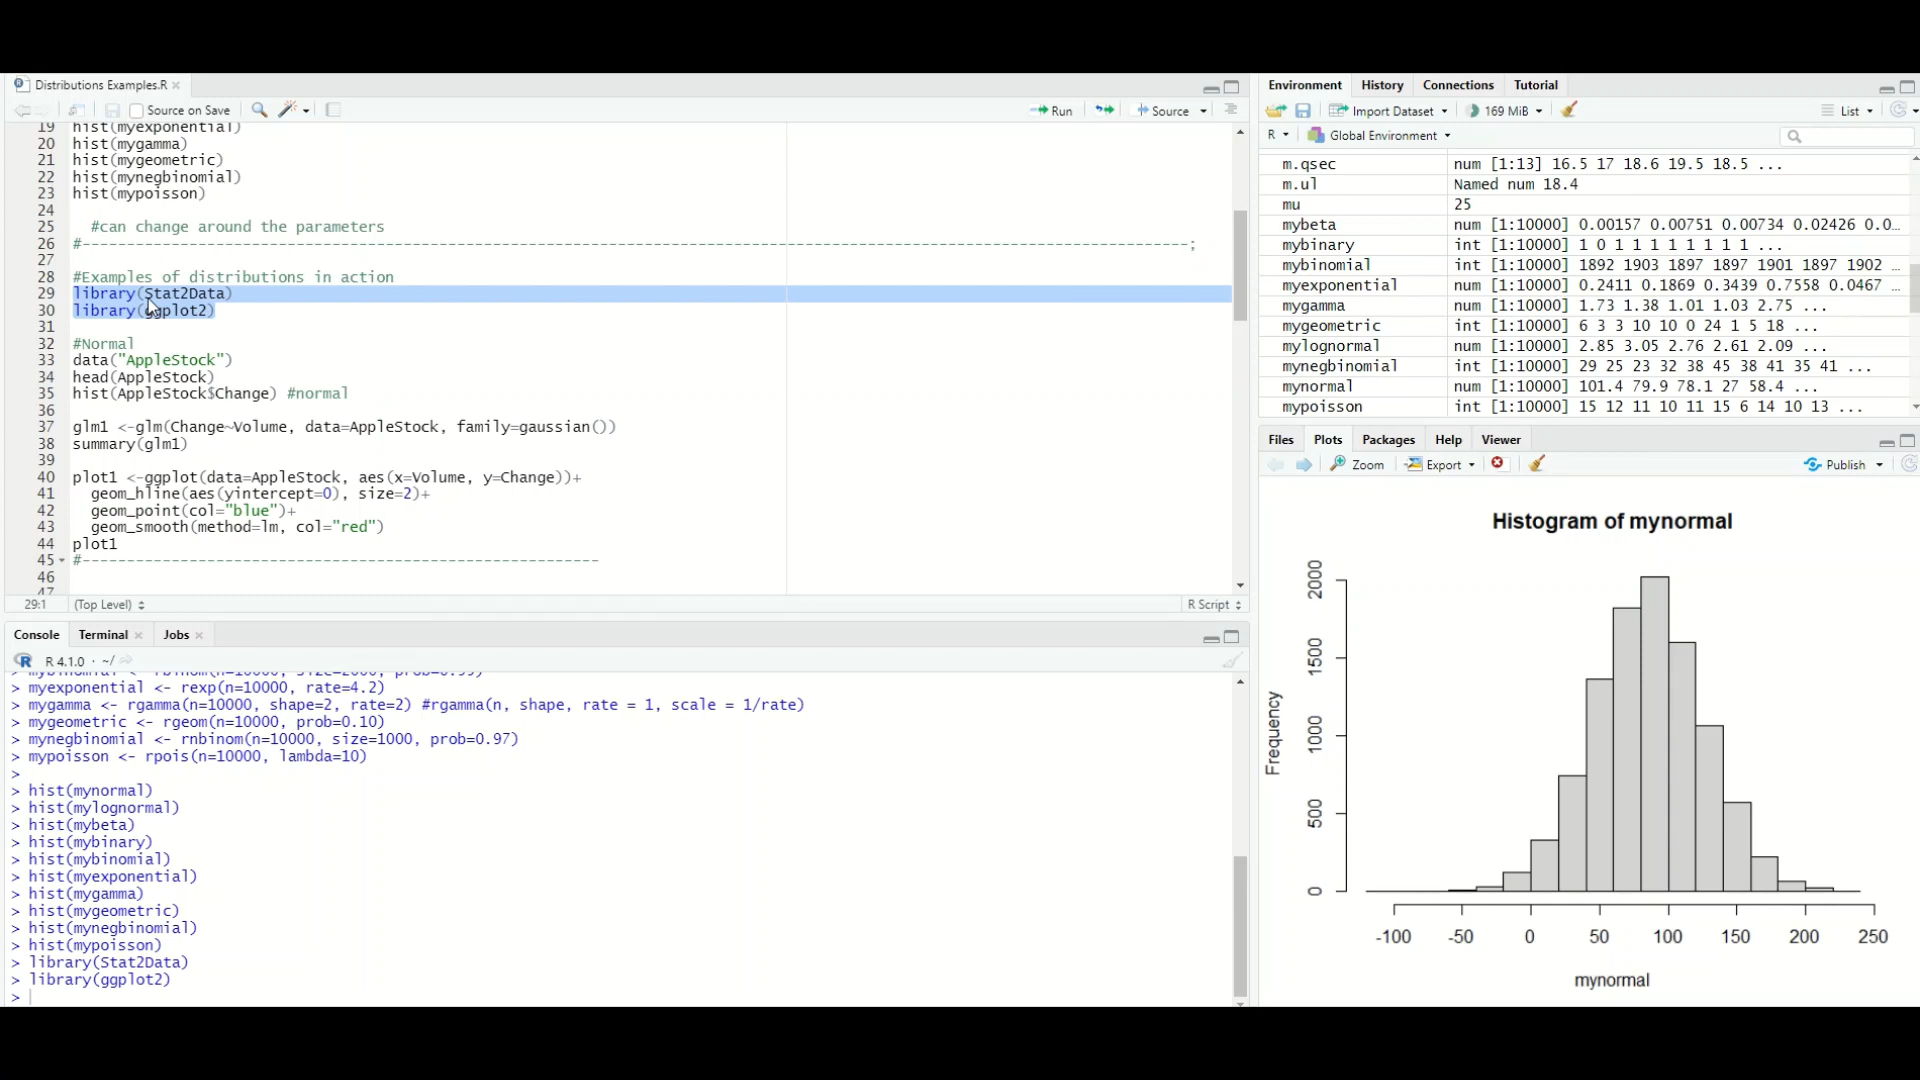 Distributions Examples.R
Source on Save
Run
Source
19 hist(myexponential)
20 hist(mygamma)
21 hist(mygeometric)
22 hist(mynegbinomial)
23 hist(mypoisson)
24
25 #can change around the parameters
26 #---------------------------------------------------------------------------------------------------------------------------;
27
28 #Examples of distributions in action
29 library(Stat2Data)
30 library(ggplot2)
31
32 #Normal
33 data("AppleStock")
34 head(AppleStock)
35 hist(AppleStock$Change) #normal
36
37 glm1 <-glm(Change~Volume, data=AppleStock, family=gaussian())
38 summary(glm1)
39
40 plot1 <-ggplot(data=AppleStock, aes(x=Volume, y=Change))+
41 geom_hline(aes(yintercept=0), size=2)+
42 geom_point(col="blue")+
43 geom_smooth(method=lm, col="red")
44 plot1
45 #----------------------------------------------------------
46
47
29:1 (Top Level) R Script
Console Terminal Jobs
R 4.1.0 · ~/
> myexponential <- rexp(n=10000, rate=4.2)
> mygamma <- rgamma(n=10000, shape=2, rate=2) #rgamma(n, shape, rate = 1, scale = 1/rate)
> mygeometric <- rgeom(n=10000, prob=0.10)
> mynegbinomial <- rnbinom(n=10000, size=1000, prob=0.97)
> mypoisson <- rpois(n=10000, lambda=10)
>
> hist(mynormal)
> hist(mylognormal)
> hist(mybeta)
> hist(mybinary)
> hist(mybinomial)
> hist(myexponential)
> hist(mygamma)
> hist(mygeometric)
> hist(mynegbinomial)
> hist(mypoisson)
> library(Stat2Data)
> library(ggplot2)
>
Environment History Connections Tutorial
Import Dataset 169 MiB List
R Global Environment
m.qsec num [1:13] 16.5 17 18.6 19.5 18.5 ...
m.ul Named num 18.4
mu 25
mybeta num [1:10000] 0.00157 0.00751 0.00734 0.02426 0.0...
mybinary int [1:10000] 1 0 1 1 1 1 1 1 1 1 ...
mybinomial int [1:10000] 1892 1903 1897 1897 1901 1897 1902 ...
myexponential num [1:10000] 0.2411 0.1869 0.3439 0.7558 0.0467 ...
mygamma num [1:10000] 1.73 1.38 1.01 1.03 2.75 ...
mygeometric int [1:10000] 6 3 3 10 10 0 24 1 5 18 ...
mylognormal num [1:10000] 2.85 3.05 2.76 2.61 2.09 ...
mynegbinomial int [1:10000] 29 25 23 32 38 45 38 41 35 41 ...
mynormal num [1:10000] 101.4 79.9 78.1 27 58.4 ...
mypoisson int [1:10000] 15 12 11 10 11 15 6 14 10 13 ...
Files Plots Packages Help Viewer
Zoom Export Publish
Histogram of mynormal
Frequency
2000
1500
1000
500
0
-100 -50 0 50 100 150 200 250
mynormal